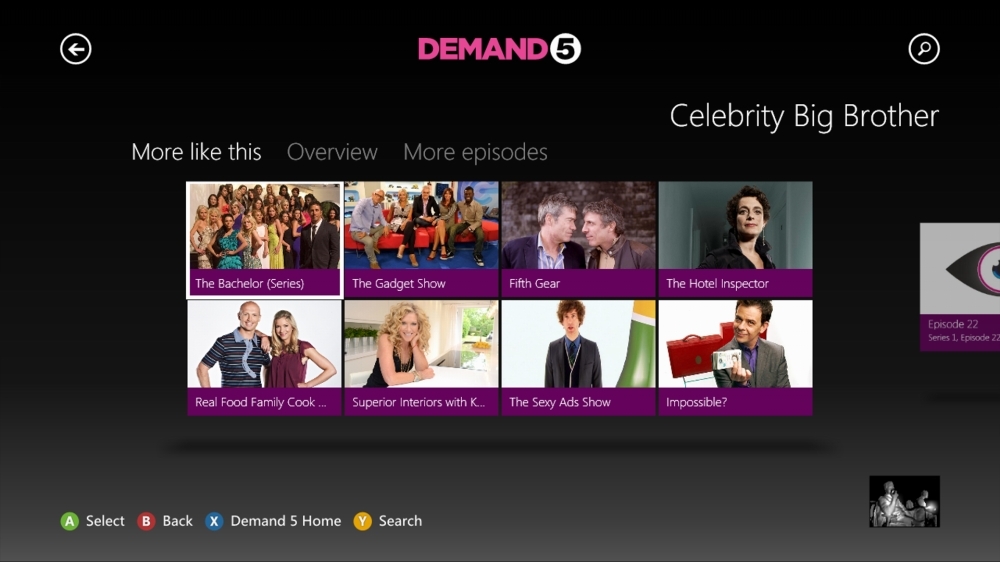 DEMAND 5
Celebrity Big Brother
More like this Overview More episodes
The Bachelor (Series)
The Gadget Show
Fifth Gear
The Hotel Inspector
Episode 22
Series 1, Episode 22
Real Food Family Cook ...
Superior Interiors with K...
The Sexy Ads Show
Impossible?
A Select B Back X Demand 5 Home Y Search